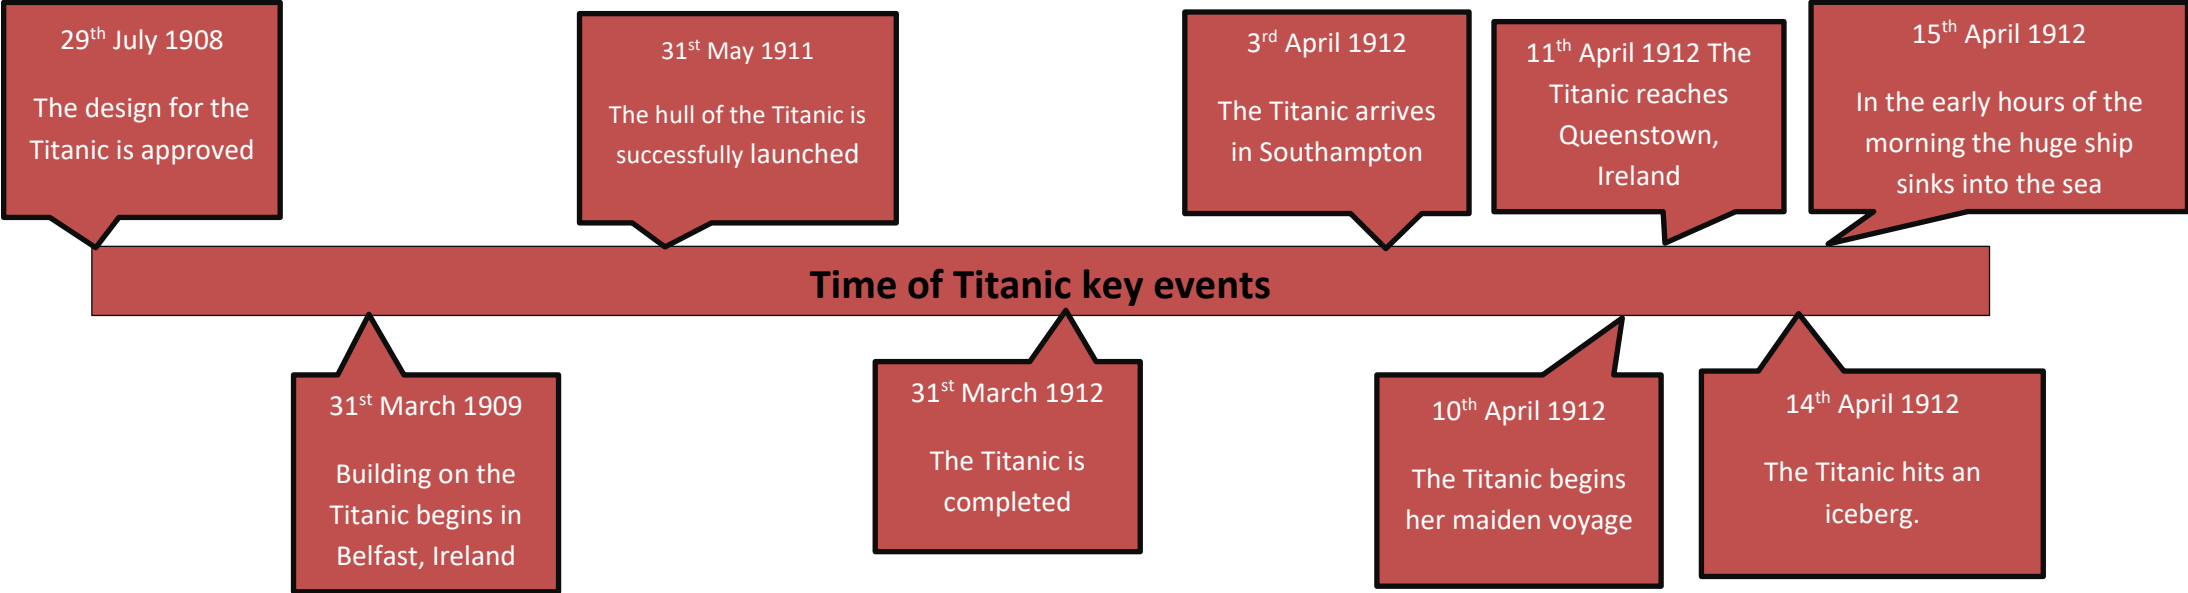 29th July 1908
The design for the
Titanic is approved
31st May 1911
The hull of the Titanic is
successfully launched
3rd April 1912
The Titanic arrives
in Southampton
11th April 1912 The
Titanic reaches
Queenstown,
Ireland
15th April 1912
In the early hours of the
morning the huge ship
sinks into the sea
Time of Titanic key events
31st March 1909
Building on the
Titanic begins in
Belfast, Ireland
31st March 1912
The Titanic is
completed
10th April 1912
The Titanic begins
her maiden voyage
14th April 1912
The Titanic hits an
iceberg.